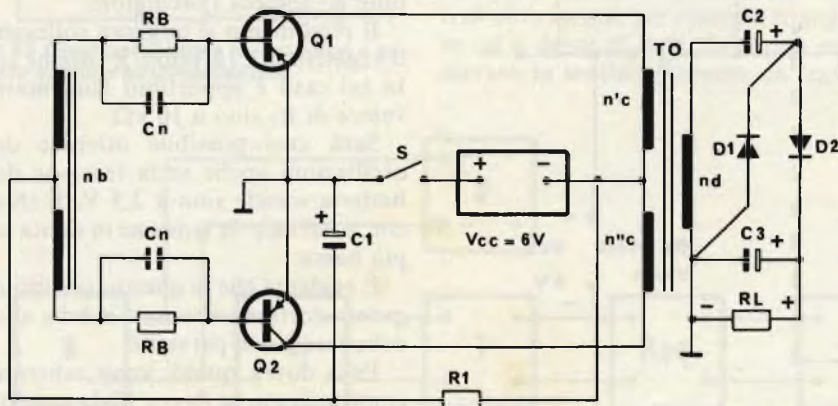 RB
Q1
Cn
nb
Cn
RB
Q2
+
C1
S
+ −
Vcc = 6V
R1
TO
n'c
n"c
nd
C2
+
D1
D2
C3
+
RL
− +